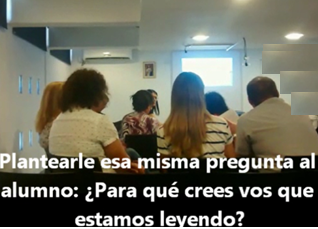 Plantearle esa misma pregunta al
alumno: ¿Para qué crees vos que
estamos leyendo?